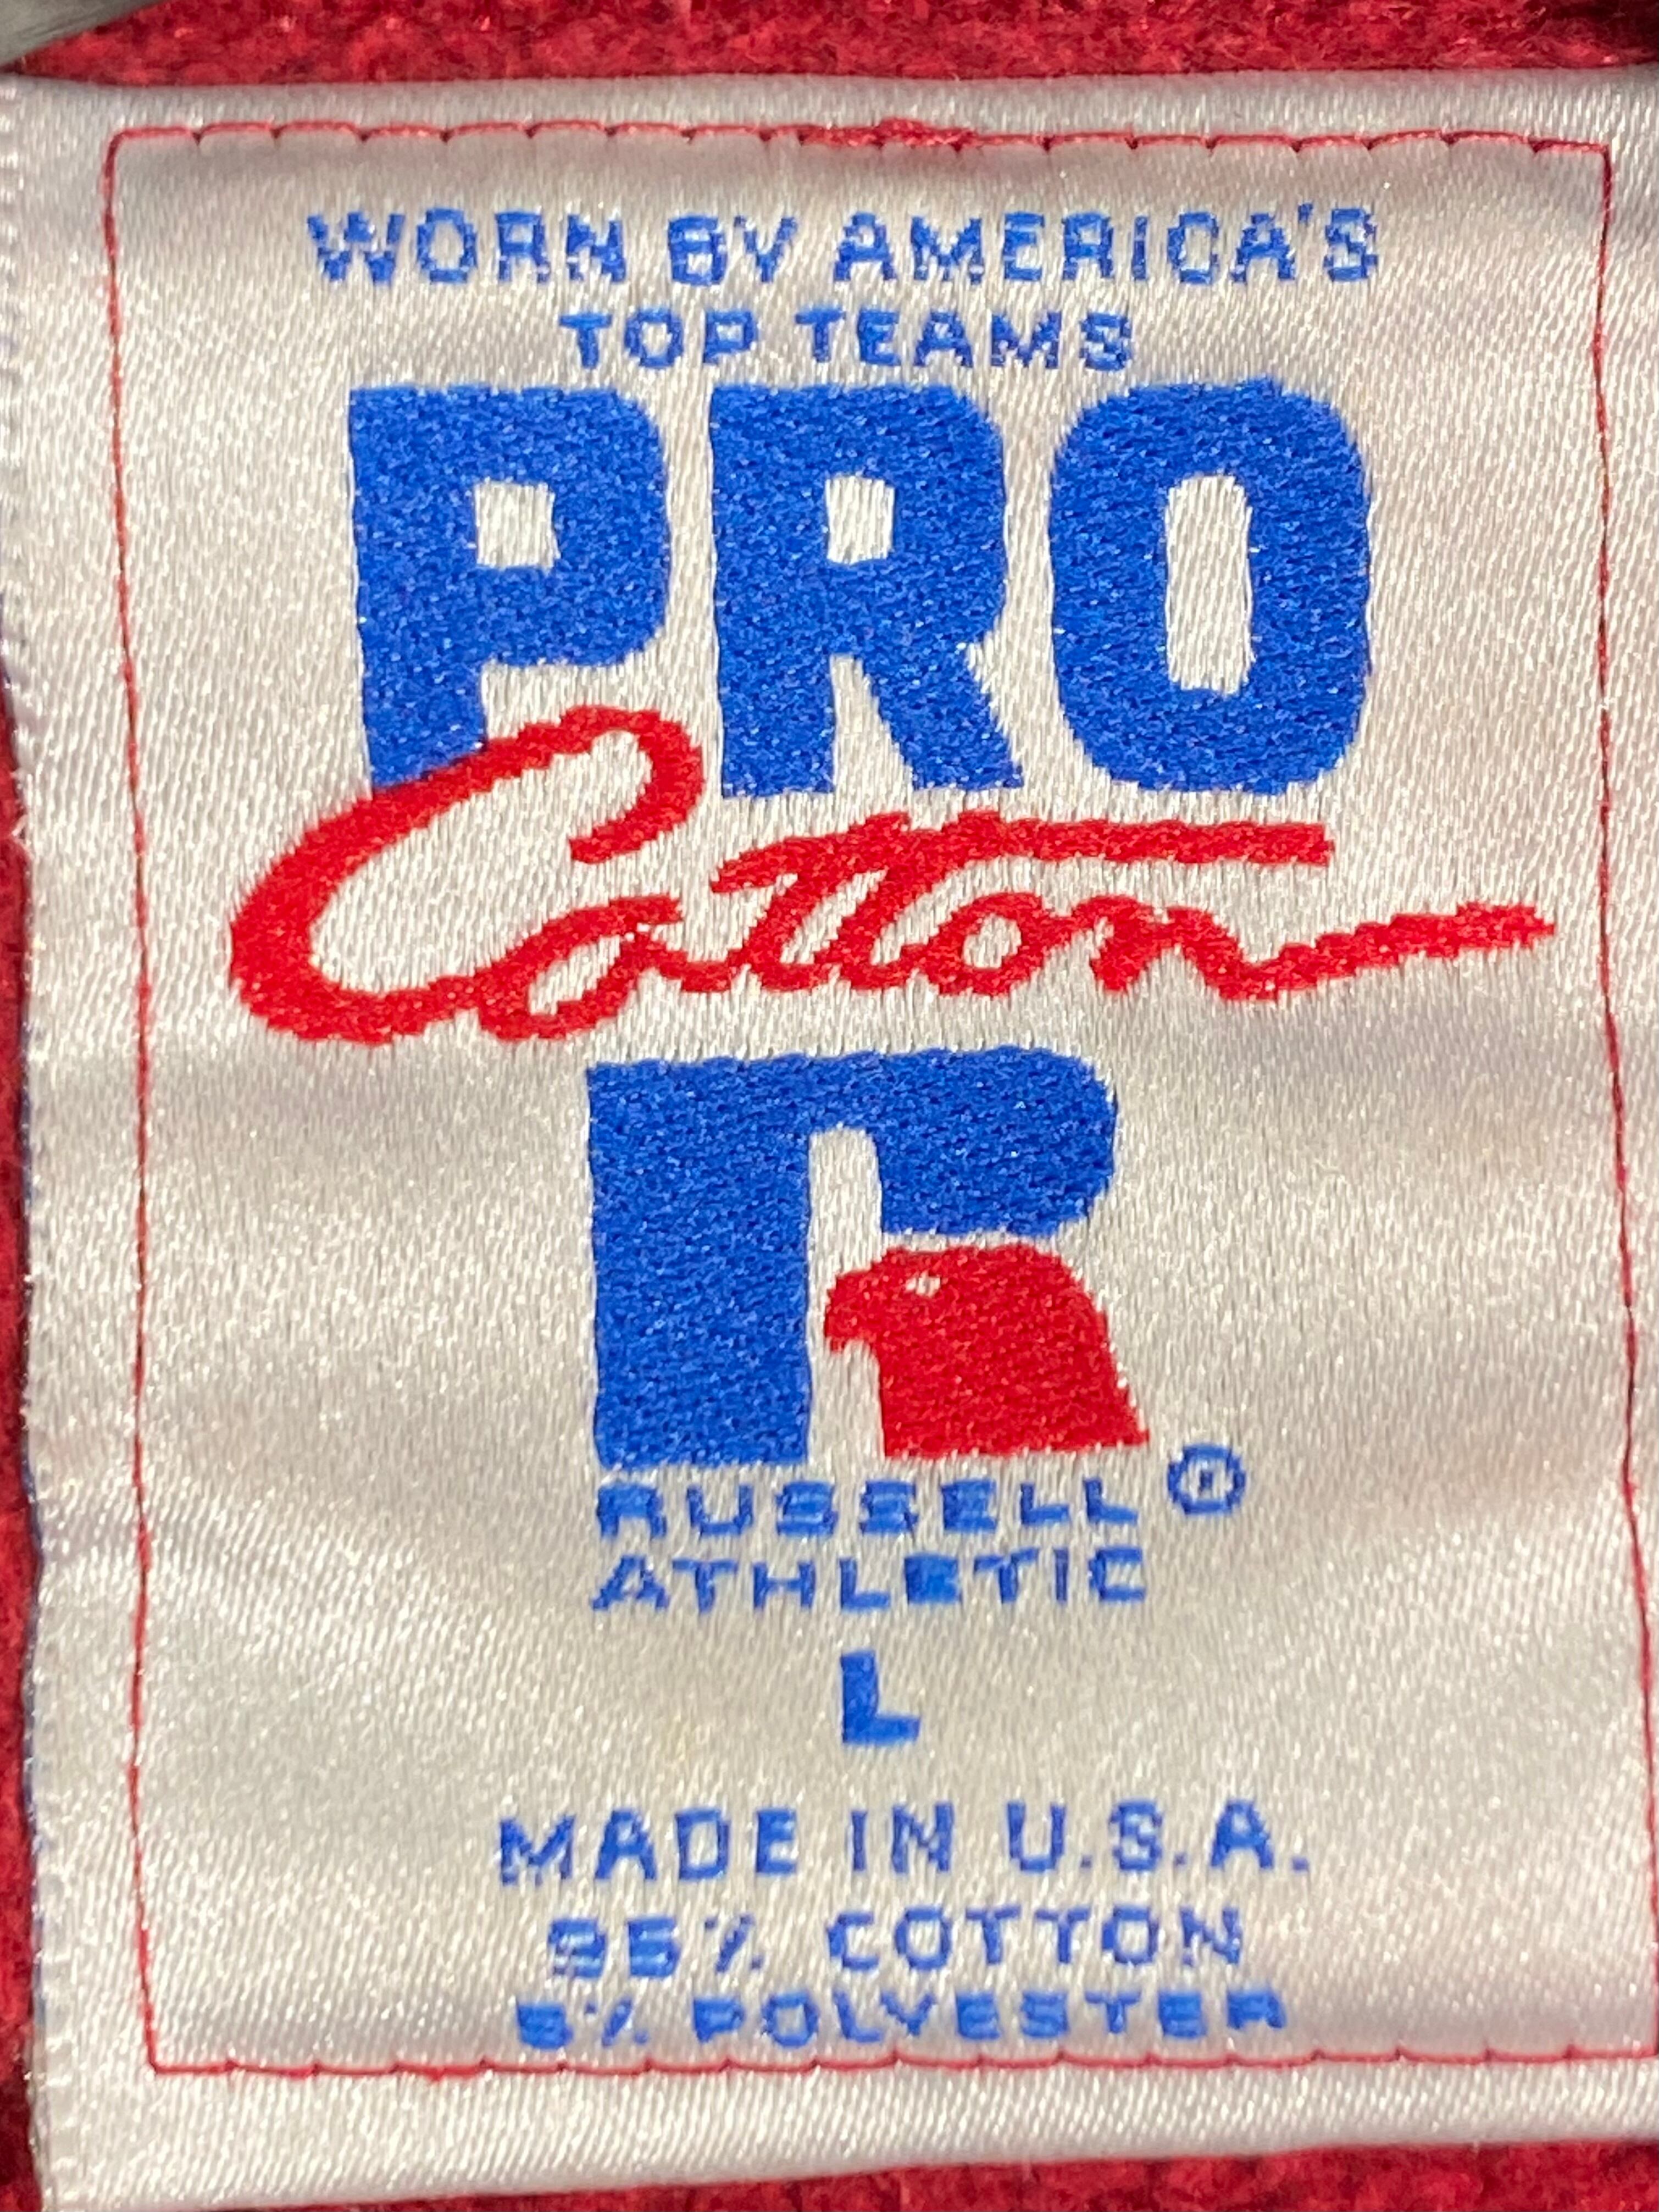 WORN BY AMERICA'S
TOP TEAMS
PRO
Cotton
R
RUSSELL ®
ATHLETIC
L
MADE IN U.S.A.
95% COTTON
5% POLYESTER